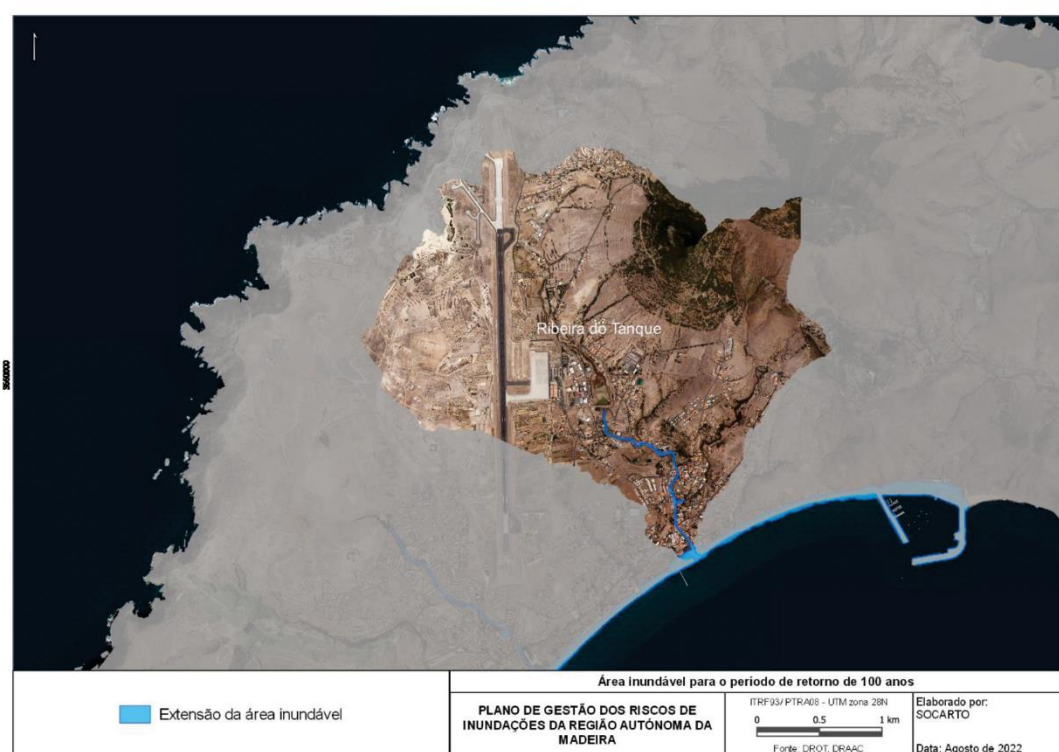 Ribeira do Tanque
Extensão da área inundável
Área inundável para o período de retorno de 100 anos
PLANO DE GESTÃO DOS RISCOS DE
INUNDAÇÕES DA REGIÃO AUTÓNOMA DA
MADEIRA
ITRF93/PTRA08 - UTM zona 28N
0 0.5 1 km
Fonte: DROT, DRAAC
Elaborado por:
SOCARTO
Data: Agosto de 2022